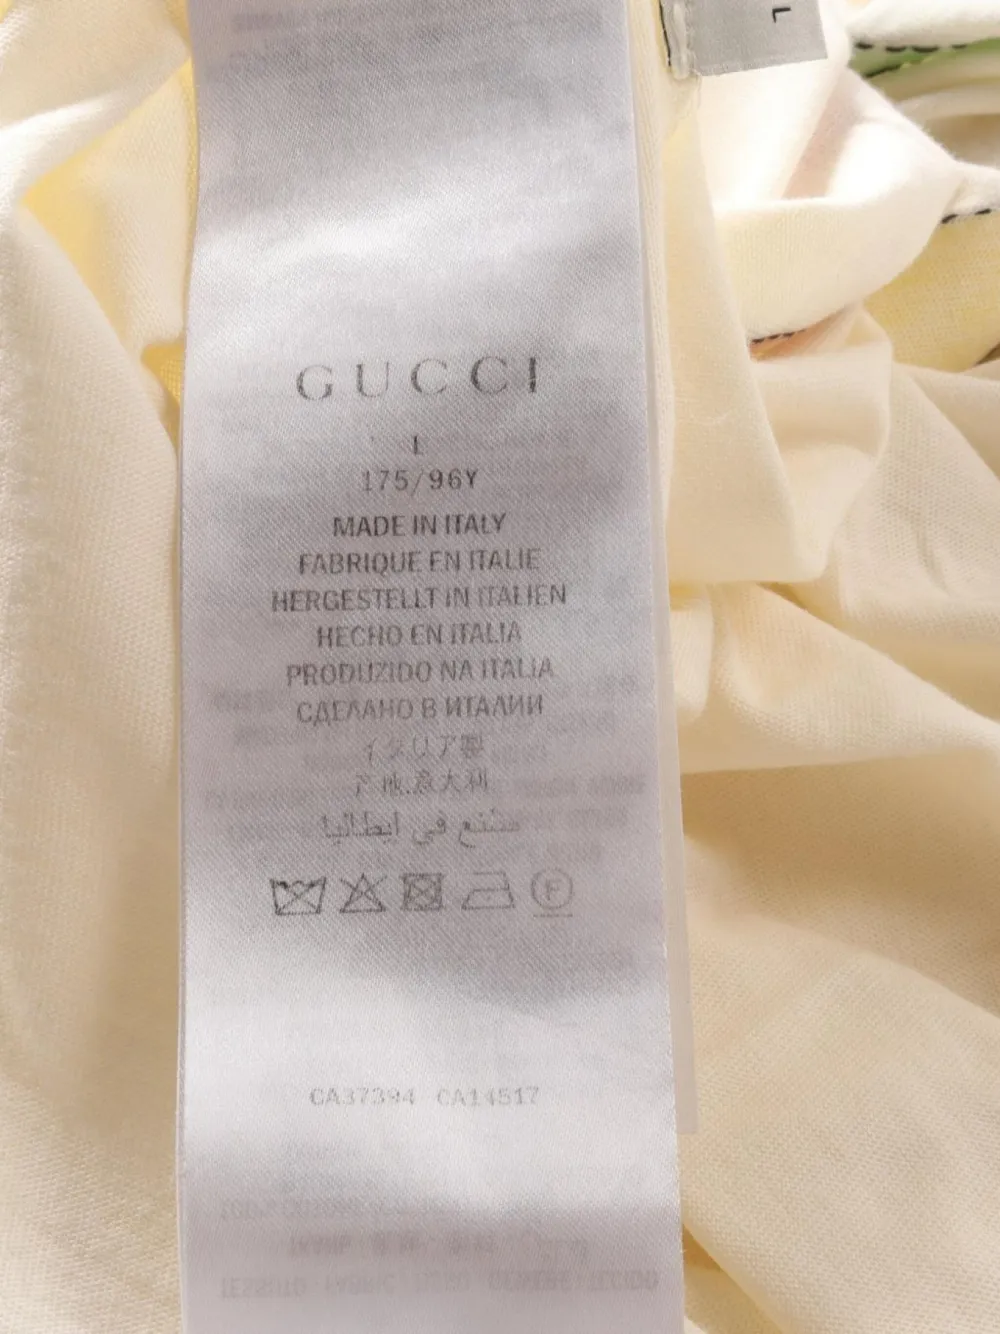 L
GUCCI
L
175/96Y
MADE IN ITALY
FABRIQUE EN ITALIE
HERGESTELLT IN ITALIEN
HECHO EN ITALIA
PRODUZIDO NA ITALIA
СДЕЛАНО В ИТАЛИИ
イタリア製
产地.意大利
مصنع في ايطاليا
F
CA37394 CA14517